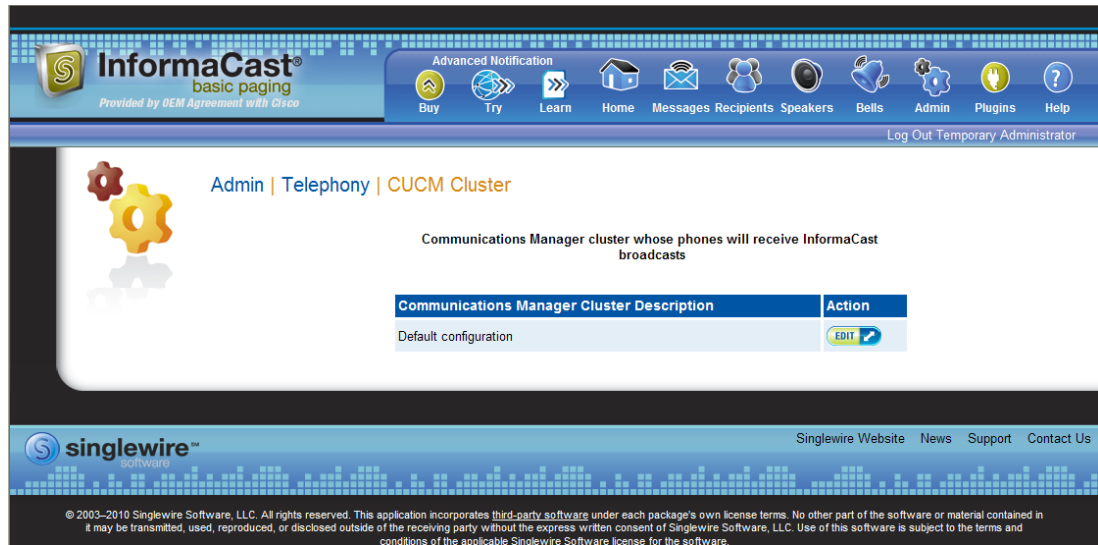 InformaCast®
basic paging
Provided by OEM Agreement with Cisco
Advanced Notification
Buy Try Learn Home Messages Recipients Speakers Bells Admin Plugins Help
Log Out Temporary Administrator
Admin | Telephony | CUCM Cluster
Communications Manager cluster whose phones will receive InformaCast
broadcasts
Communications Manager Cluster Description Action
Default configuration EDIT
singlewire℠
software
Singlewire Website News Support Contact Us
© 2003–2010 Singlewire Software, LLC. All rights reserved. This application incorporates third-party software under each package's own license terms. No other part of the software or material contained in
it may be transmitted, used, reproduced, or disclosed outside of the receiving party without the express written consent of Singlewire Software, LLC. Use of this software is subject to the terms and
conditions of the applicable Singlewire Software license for the software.